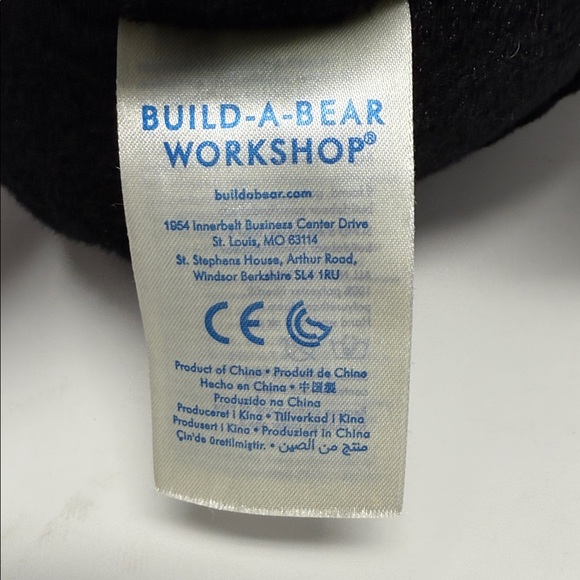 BUILD-A-BEAR
WORKSHOP®
buildabear.com
1954 Innerbelt Business Center Drive
St. Louis, MO 63114
St. Stephens House, Arthur Road,
Windsor Berkshire SL4 1RU
CE
Product of China • Produit de Chine
Hecho en China • 中国製
Produzido na China
Produceret i Kina • Tillverkad i Kina
Produsert i Kina • Produziert in China
Çin'de üretilmiştir. • منتج من الصين